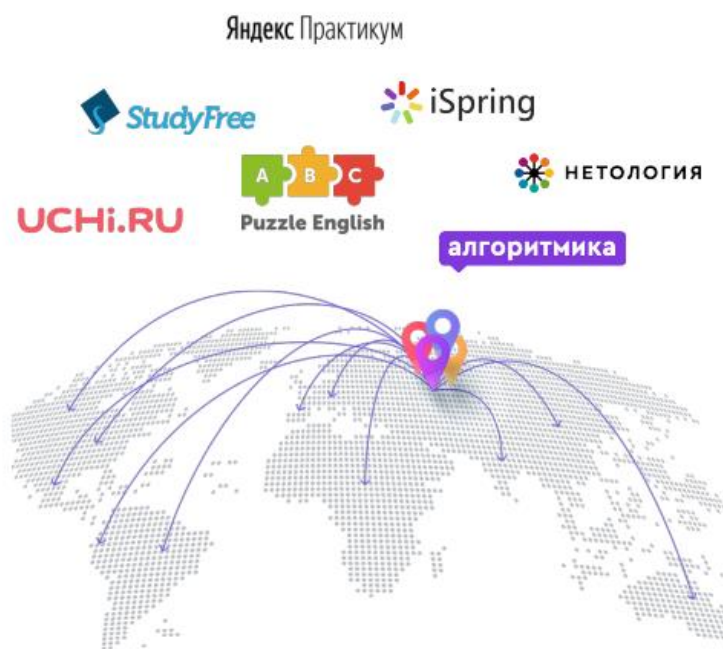 Яндекс Практикум
StudyFree
iSpring
A B C
Puzzle English
НЕТОЛОГИЯ
UCHi.RU
алгоритмика